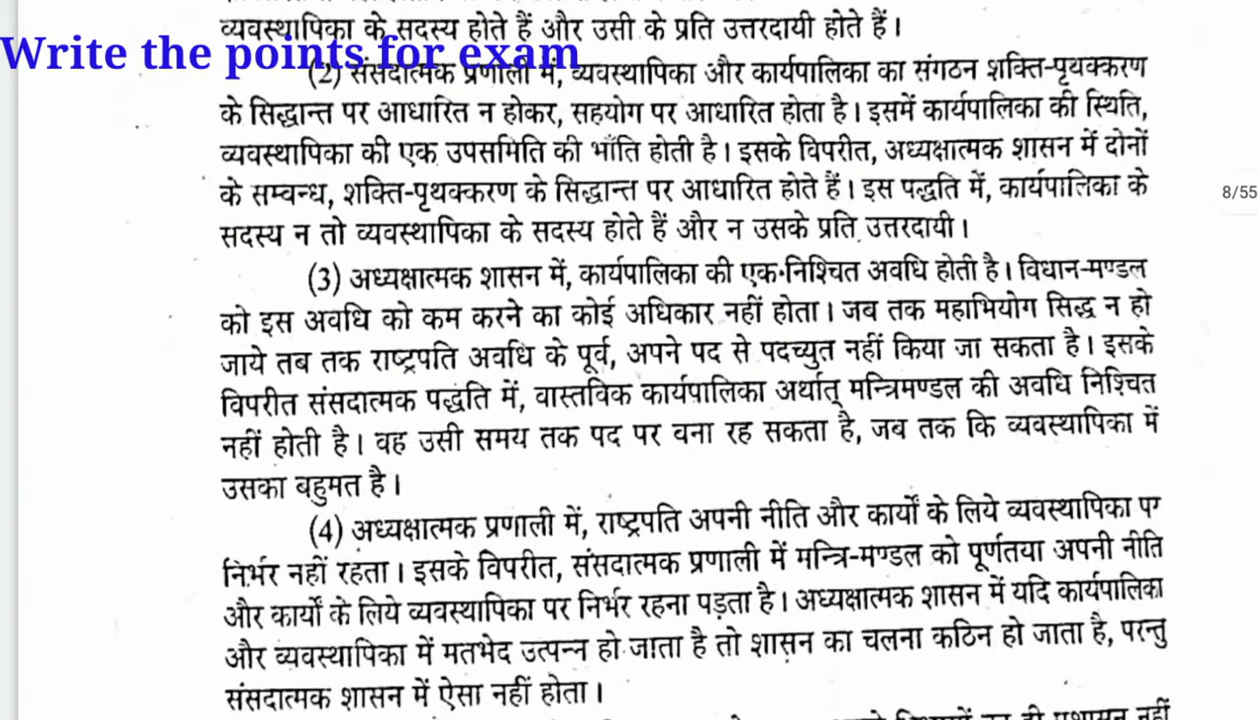 व्यवस्थापिका के सदस्य होते हैं और उसी के प्रति उत्तरदायी होते हैं।
Write the points for exam
(2) संसदात्मक प्रणाली में, व्यवस्थापिका और कार्यपालिका का संगठन शक्ति-पृथक्करण
के सिद्धान्त पर आधारित न होकर, सहयोग पर आधारित होता है। इसमें कार्यपालिका की स्थिति,
व्यवस्थापिका की एक उपसमिति की भाँति होती है। इसके विपरीत, अध्यक्षात्मक शासन में दोनों
के सम्वन्ध, शक्ति-पृथक्करण के सिद्धान्त पर आधारित होते हैं। इस पद्धति में, कार्यपालिका के
सदस्य न तो व्यवस्थापिका के सदस्य होते हैं और न उसके प्रति उत्तरदायी।
8/55
(3) अध्यक्षात्मक शासन में, कार्यपालिका की एक निश्चित अवधि होती है। विधान-मण्डल
को इस अवधि को कम करने का कोई अधिकार नहीं होता। जब तक महाभियोग सिद्ध न हो
जाये तब तक राष्ट्रपति अवधि के पूर्व, अपने पद से पदच्युत नहीं किया जा सकता है। इसके
विपरीत संसदात्मक पद्धति में, वास्तविक कार्यपालिका अर्थात् मन्त्रिमण्डल की अवधि निश्चित
नहीं होती है। वह उसी समय तक पद पर वना रह सकता है, जब तक कि व्यवस्थापिका में
उसका बहुमत है।
(4) अध्यक्षात्मक प्रणाली में, राष्ट्रपति अपनी नीति और कार्यों के लिये व्यवस्थापिका पर
निर्भर नहीं रहता। इसके विपरीत, संसदात्मक प्रणाली में मन्त्रि-मण्डल को पूर्णतया अपनी नीति
और कार्यों के लिये व्यवस्थापिका पर निर्भर रहना पड़ता है। अध्यक्षात्मक शासन में यदि कार्यपालिका
और व्यवस्थापिका में मतभेद उत्पन्न हो जाता है तो शासन का चलना कठिन हो जाता है, परन्तु
संसदात्मक शासन में ऐसा नहीं होता।